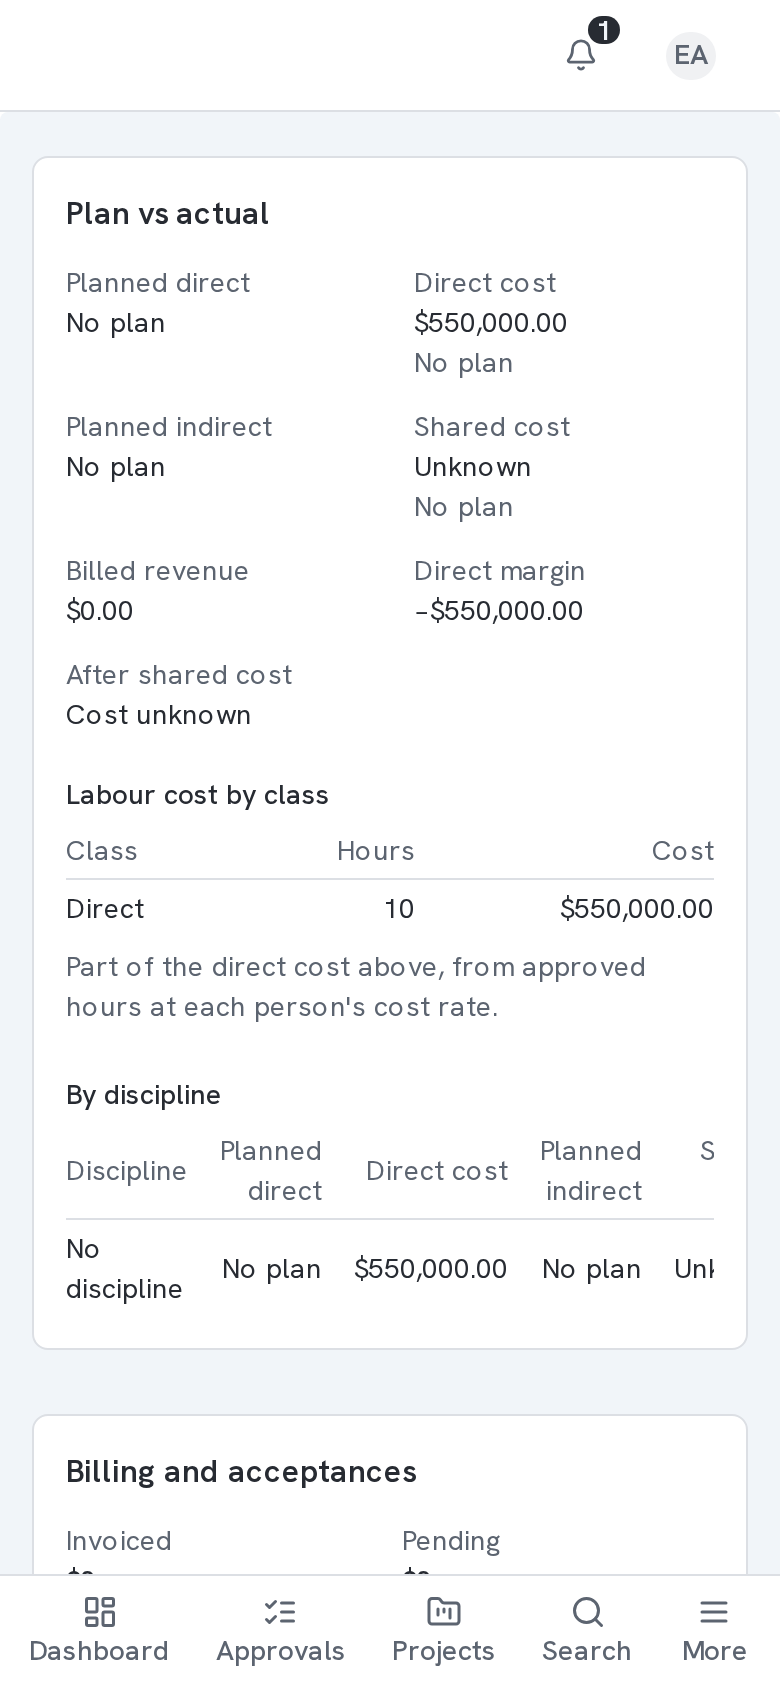 1
EA
Plan vs actual
Planned direct
No plan
Direct cost
$550,000.00
No plan
Planned indirect
No plan
Shared cost
Unknown
No plan
Billed revenue
$0.00
Direct margin
-$550,000.00
After shared cost
Cost unknown
Labour cost by class
Class Hours Cost
Direct 10 $550,000.00
Part of the direct cost above, from approved
hours at each person's cost rate.
By discipline
Discipline Planned direct Direct cost Planned indirect
No discipline No plan $550,000.00 No plan
Billing and acceptances
Invoiced Pending
Dashboard Approvals Projects Search More